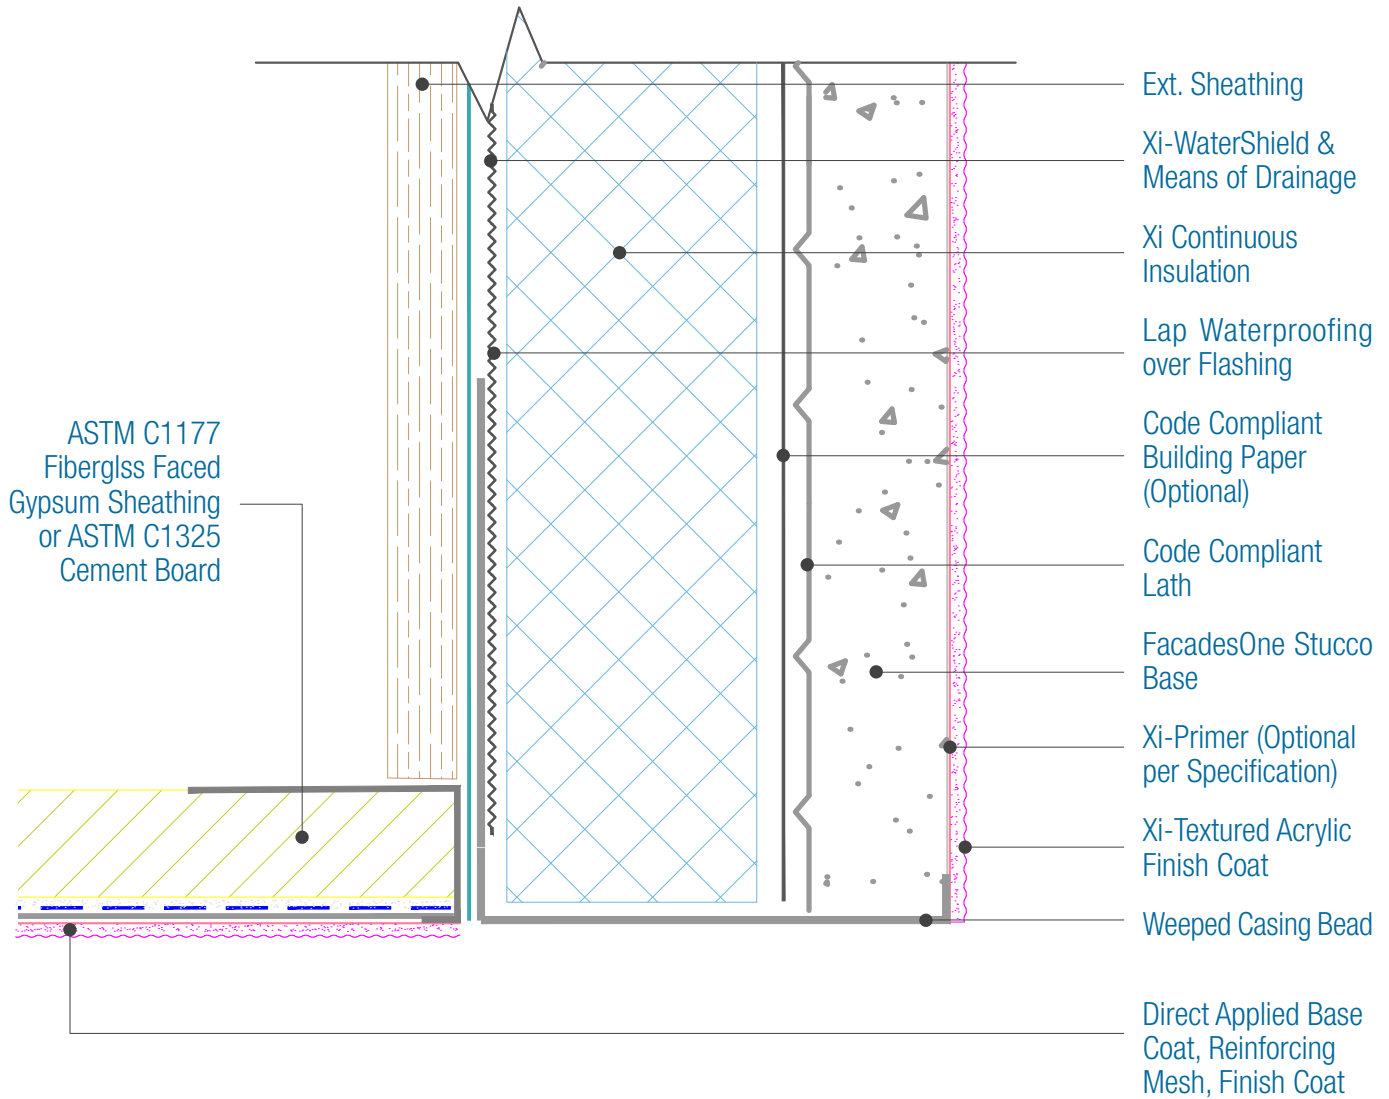 Ext. Sheathing
Xi-WaterShield &
Means of Drainage
Xi Continuous
Insulation
Lap Waterproofing
over Flashing
ASTM C1177
Fiberglss Faced
Gypsum Sheathing
or ASTM C1325
Cement Board
Code Compliant
Building Paper
(Optional)
Code Compliant
Lath
FacadesOne Stucco
Base
Xi-Primer (Optional
per Specification)
Xi-Textured Acrylic
Finish Coat
Weeped Casing Bead
Direct Applied Base
Coat, Reinforcing
Mesh, Finish Coat